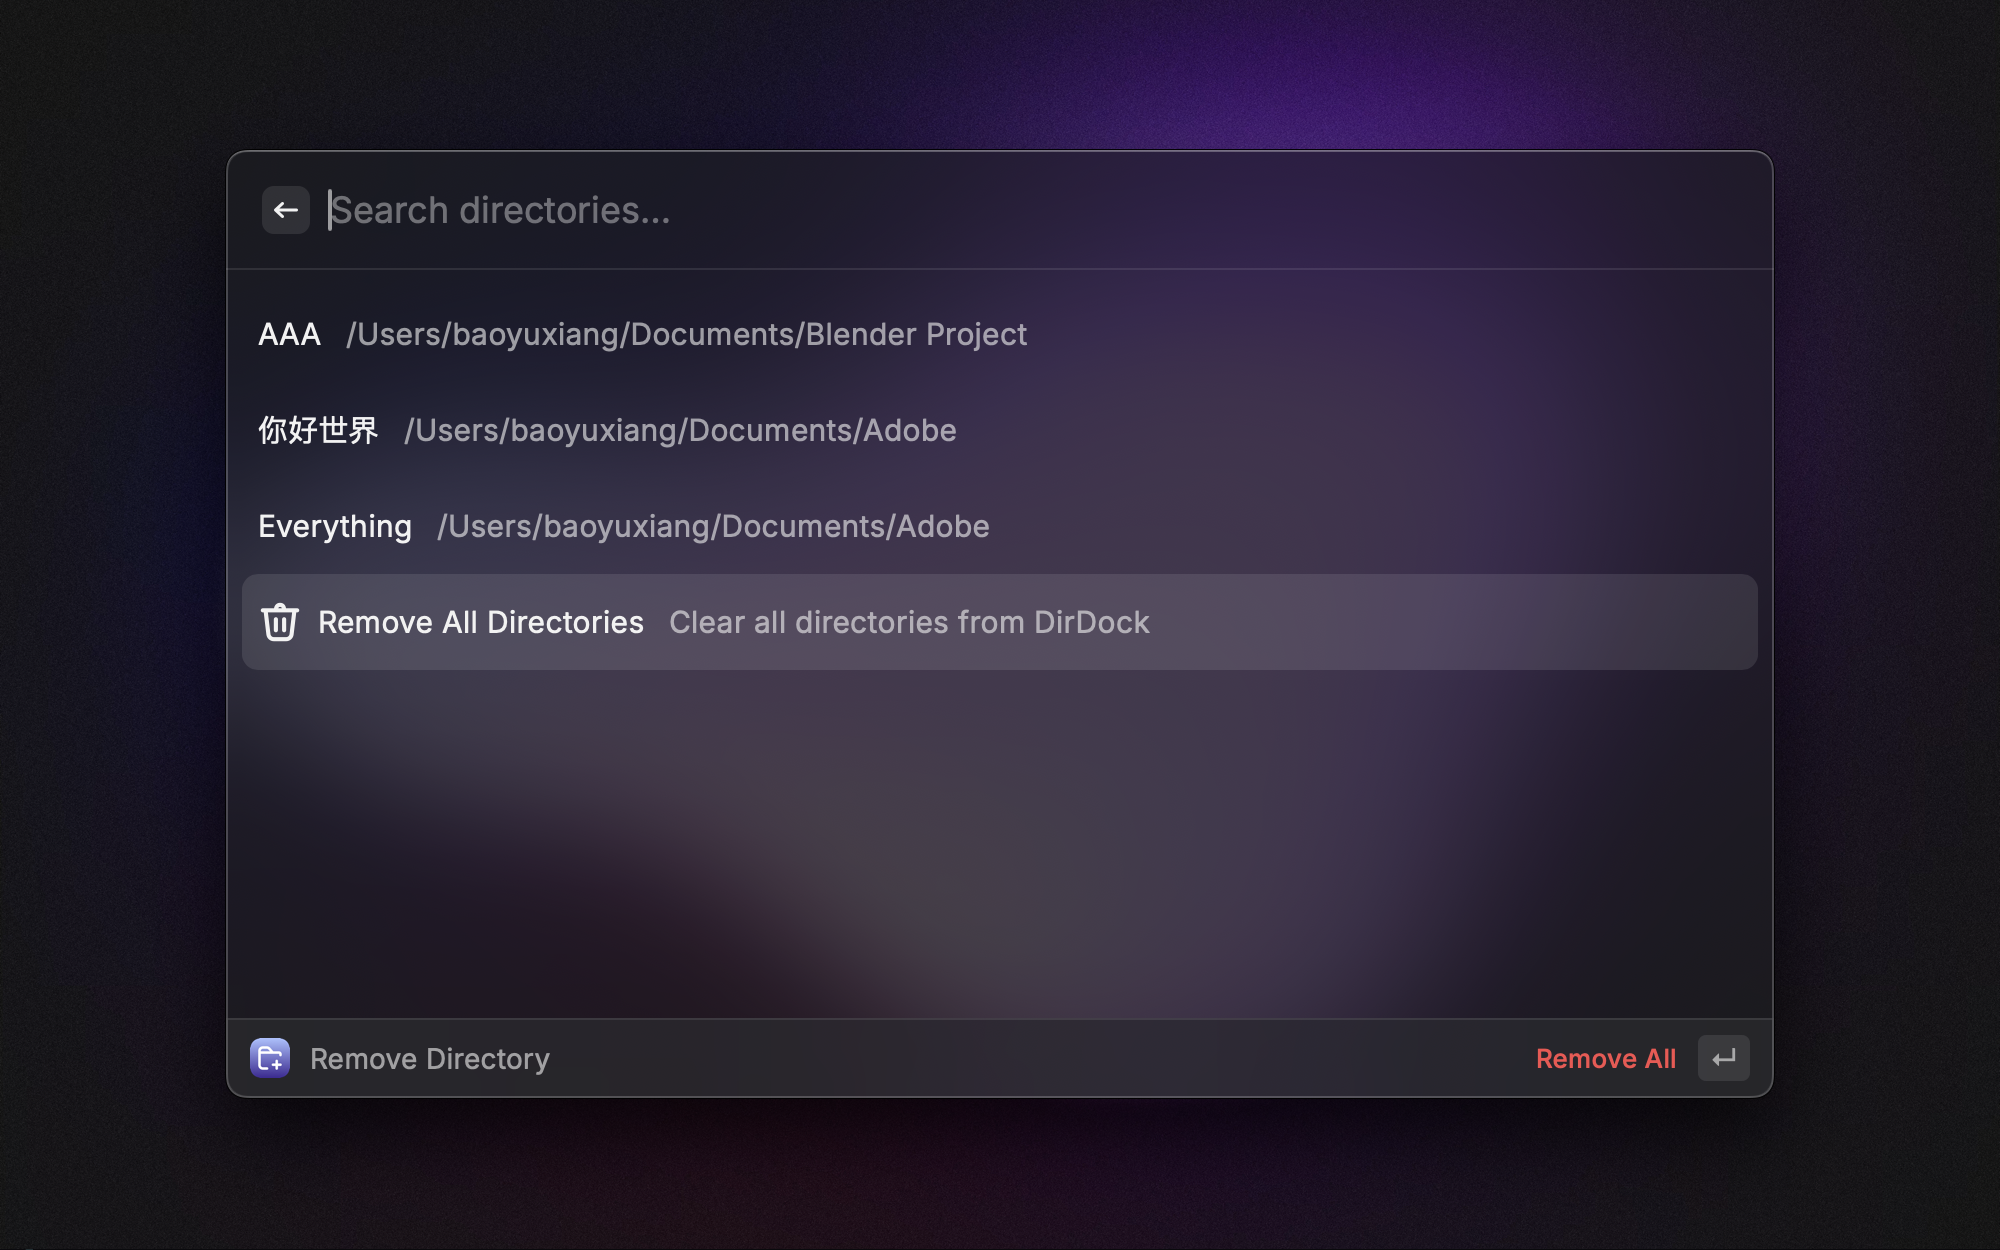 Search directories...
AAA /Users/baoyuxiang/Documents/Blender Project
你好世界 /Users/baoyuxiang/Documents/Adobe
Everything /Users/baoyuxiang/Documents/Adobe
Remove All Directories Clear all directories from DirDock
Remove Directory Remove All